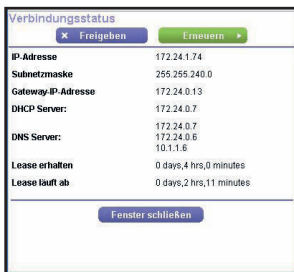 Verbindungsstatus
× Freigeben Erneuern
IP-Adresse 172.24.1.74
Subnetzmaske 255.255.240.0
Gateway-IP-Adresse 172.24.0.13
DHCP Server: 172.24.0.7
172.24.0.7
DNS Server: 172.24.0.6
10.1.1.6
Lease erhalten 0 days,4 hrs,0 minutes
Lease läuft ab 0 days,2 hrs,11 minutes
Fenster schließen